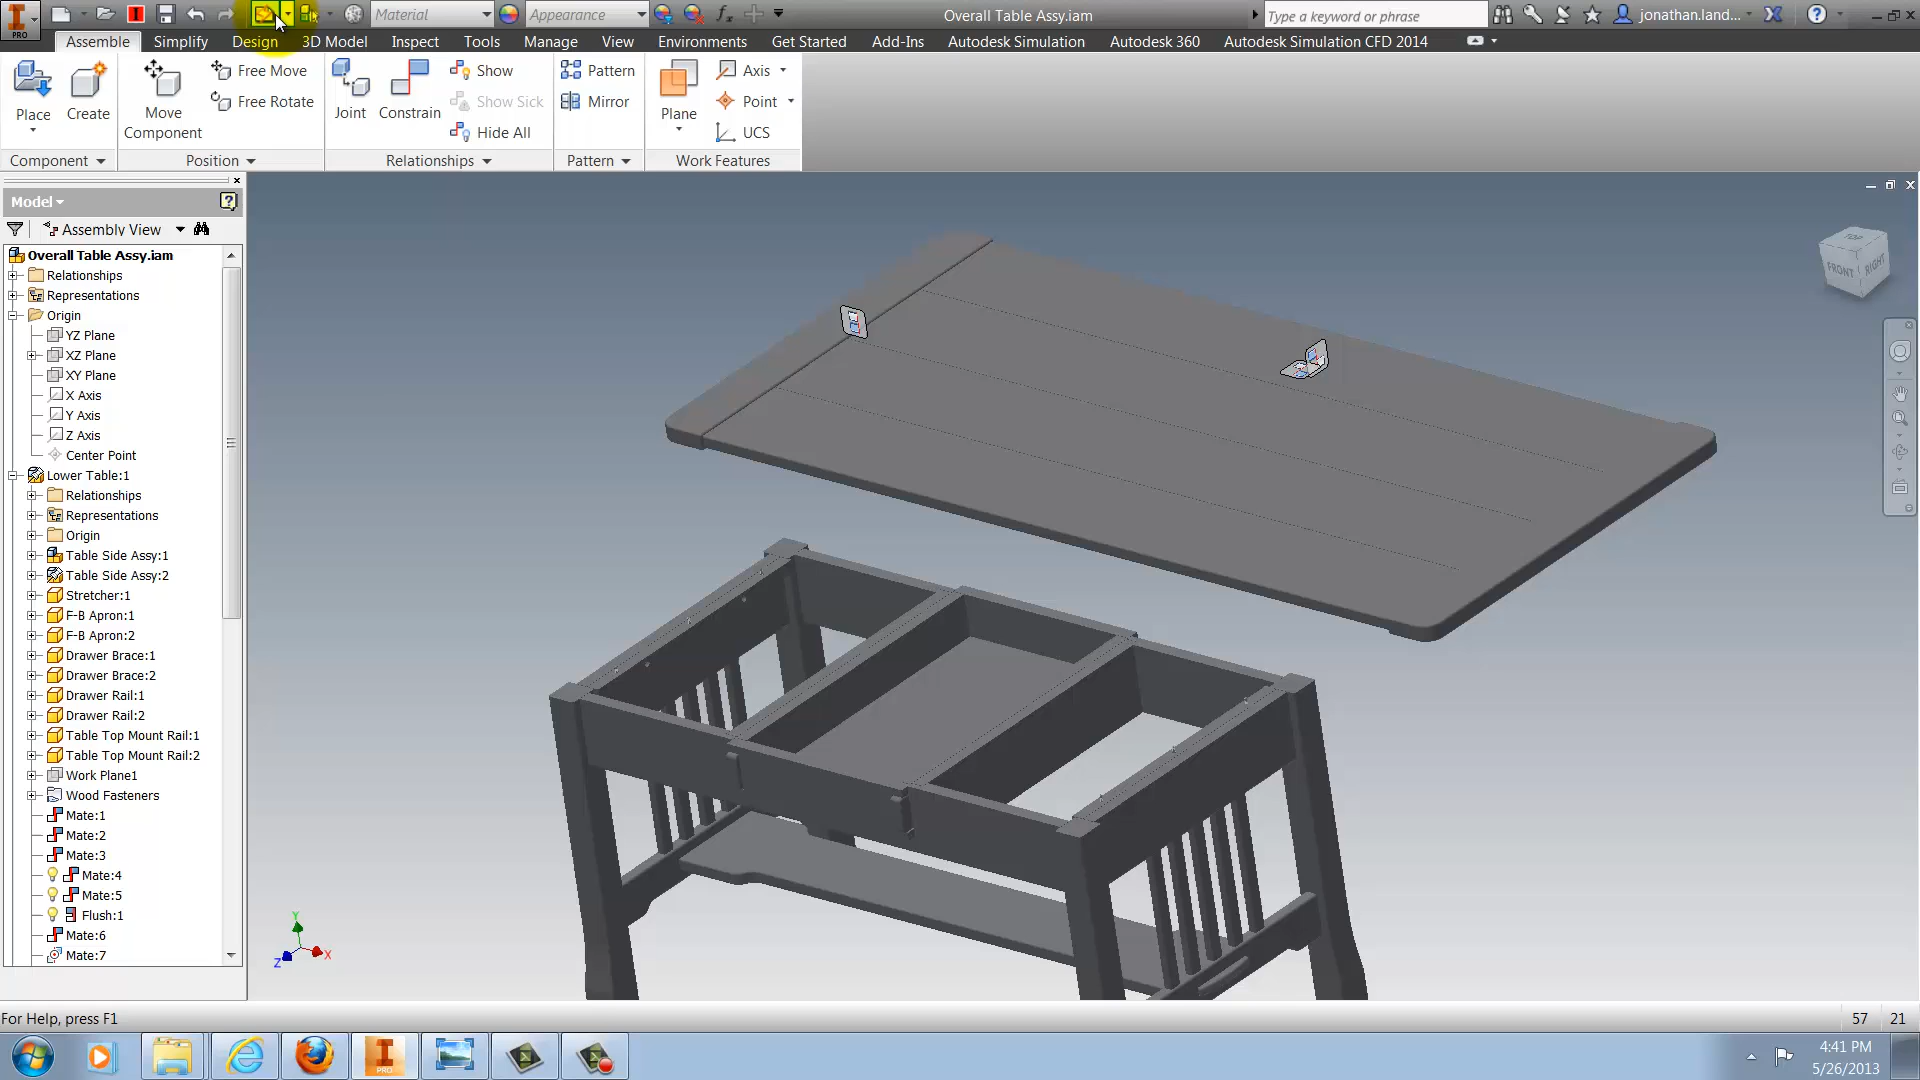 PRO
Material
Appearance
Overall Table Assy.iam
Type a keyword or phrase
jonathan.land...
Assemble Simplify Design 3D Model Inspect Tools Manage View Environments Get Started Add-Ins Autodesk Simulation Autodesk 360 Autodesk Simulation CFD 2014
Place
Create
Move Component
Free Move
Free Rotate
Joint
Constrain
Show
Show Sick
Hide All
Pattern
Mirror
Plane
Axis
Point
UCS
Component Position Relationships Pattern Work Features
Model
Assembly View
Overall Table Assy.iam
Relationships
Representations
Origin
YZ Plane
XZ Plane
XY Plane
X Axis
Y Axis
Z Axis
Center Point
Lower Table:1
Relationships
Representations
Origin
Table Side Assy:1
Table Side Assy:2
Stretcher:1
F-B Apron:1
F-B Apron:2
Drawer Brace:1
Drawer Brace:2
Drawer Rail:1
Drawer Rail:2
Table Top Mount Rail:1
Table Top Mount Rail:2
Work Plane1
Wood Fasteners
Mate:1
Mate:2
Mate:3
Mate:4
Mate:5
Flush:1
Mate:6
Mate:7
TOP
FRONT RIGHT
Y
X
Z
For Help, press F1
57 21
PRO
4:41 PM
5/26/2013